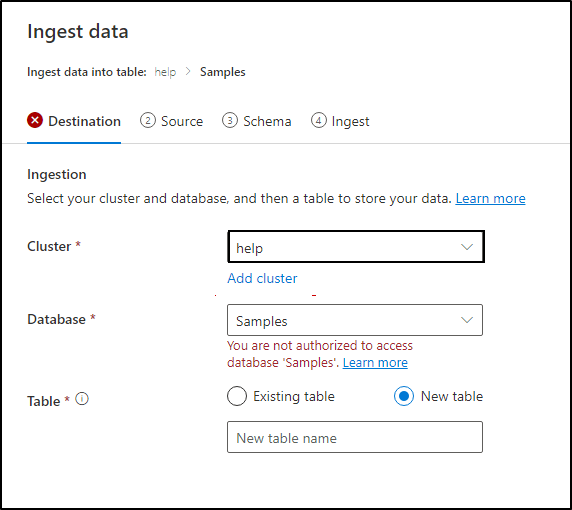 Ingest data
Ingest data into table: help > Samples
Destination 2 Source 3 Schema 4 Ingest
Ingestion
Select your cluster and database, and then a table to store your data. Learn more
Cluster * help
Add cluster
Database * Samples
You are not authorized to access
database 'Samples'. Learn more
Table * Existing table New table
New table name